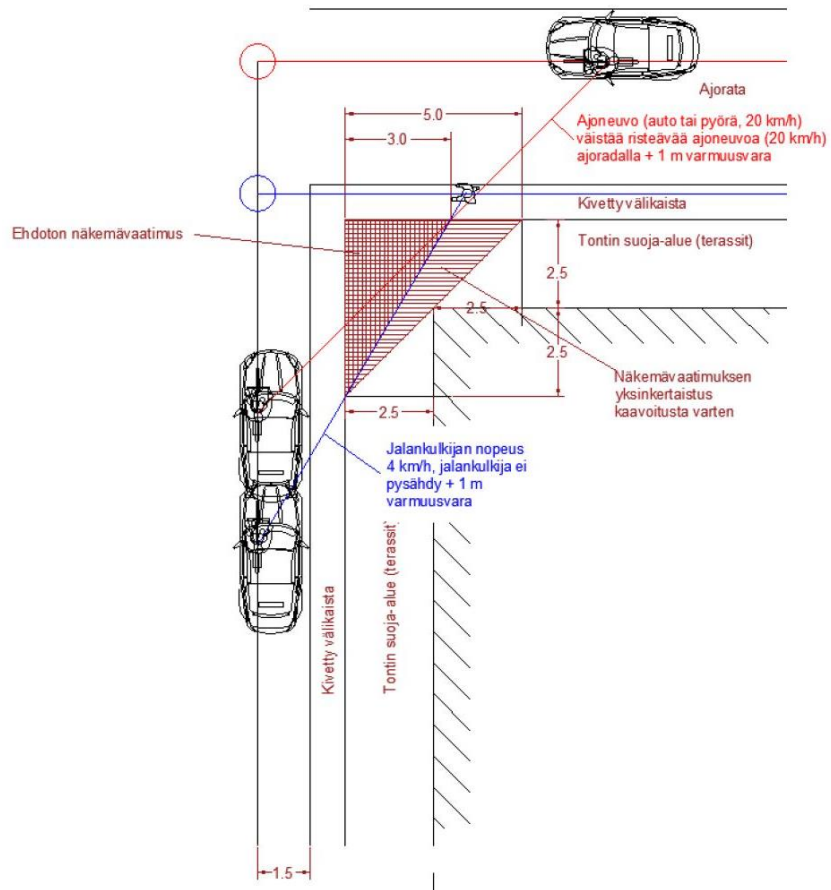 Ajorata
5.0
Ajoneuvo (auto tai pyörä, 20 km/h)
väistää risteävää ajoneuvoa (20 km/h)
ajoradalla + 1 m varmuusvara
3.0
Kivetty välikaista
Ehdoton näkemävaatimus
Tontin suoja-alue (terassit)
2.5
2.5
2.5
Näkemävaatimuksen
yksinkertaistus
kaavoitusta varten
2.5
Jalankulkijan nopeus
4 km/h, jalankulkija ei
pysähdy + 1 m
varmuusvara
Kivetty välikaista
Tontin suoja-alue (terassit)
1.5